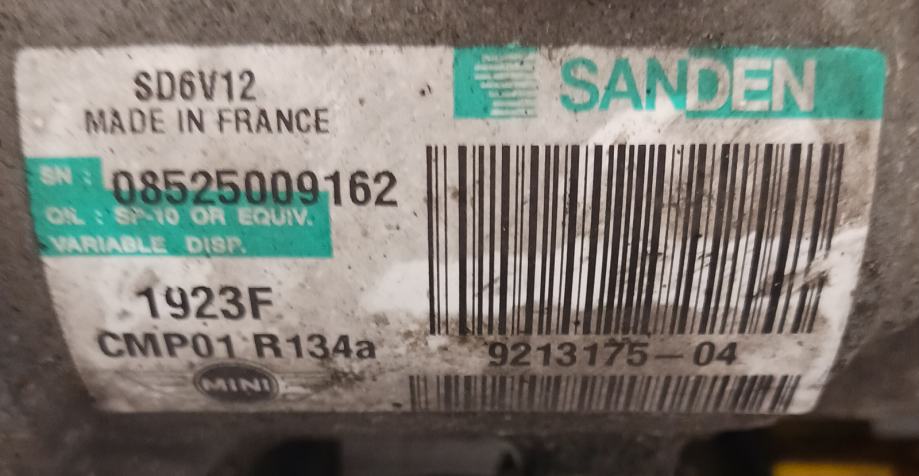 SD6V12
MADE IN FRANCE
SANDEN
SN : 08525009162
OIL : SP-10 OR EQUIV.
VARIABLE DISP.
1923F
CMP01 R134a
9213175-04
MINI